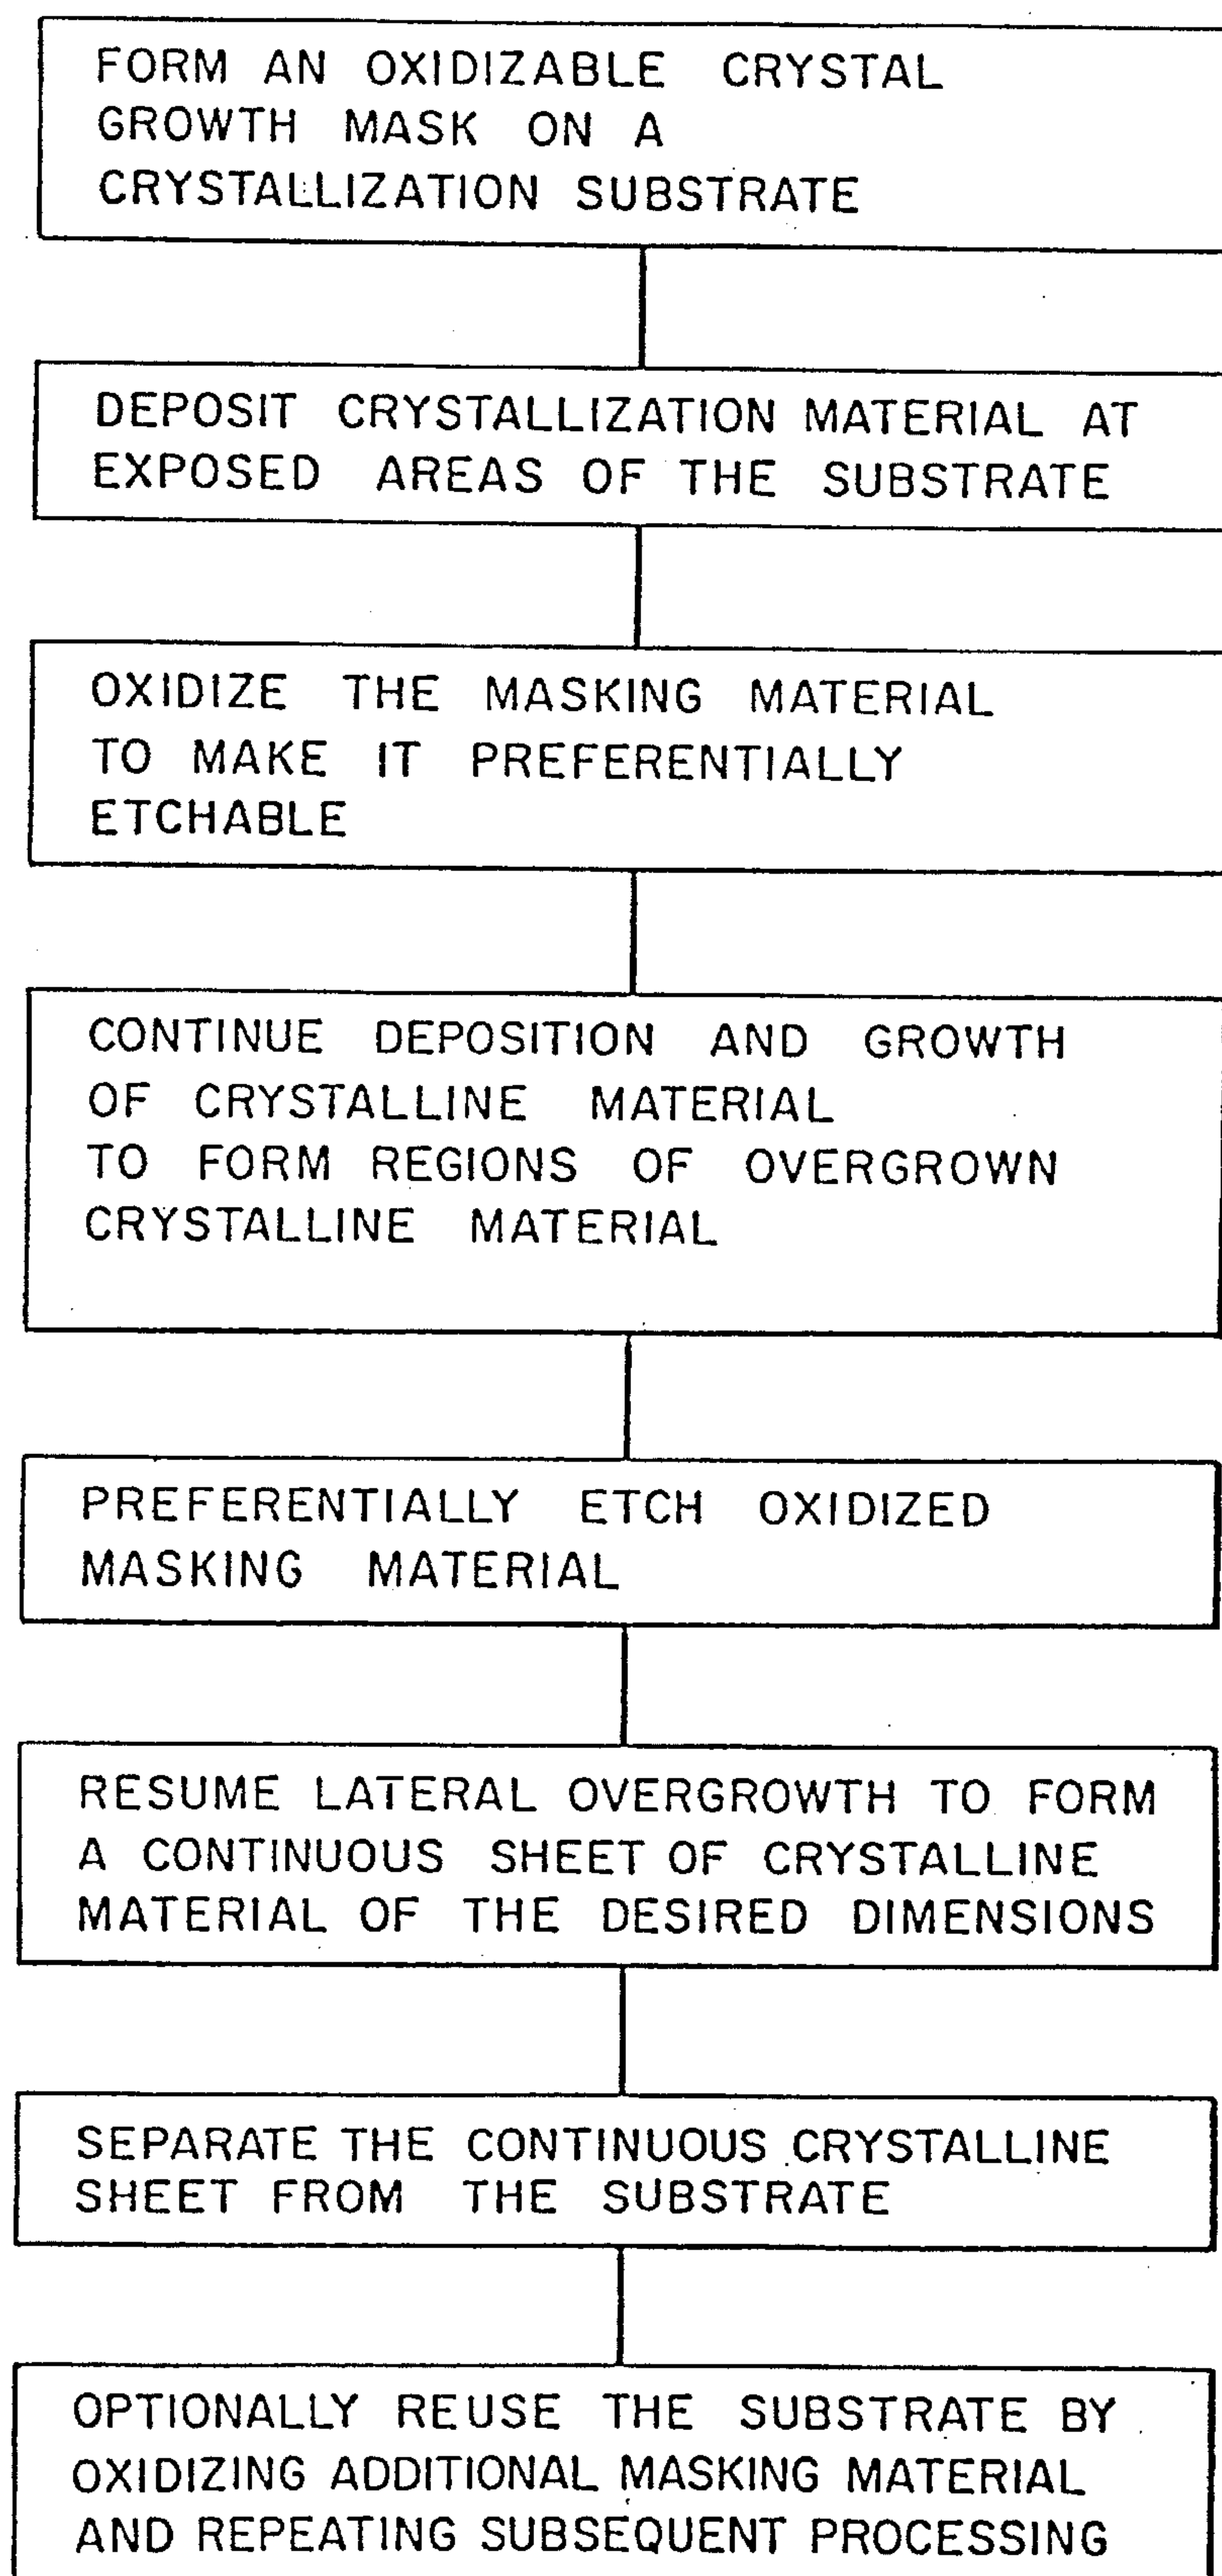 FORM AN OXIDIZABLE CRYSTAL
GROWTH MASK ON A
CRYSTALLIZATION SUBSTRATE
DEPOSIT CRYSTALLIZATION MATERIAL AT
EXPOSED AREAS OF THE SUBSTRATE
OXIDIZE THE MASKING MATERIAL
TO MAKE IT PREFERENTIALLY
ETCHABLE
CONTINUE DEPOSITION AND GROWTH
OF CRYSTALLINE MATERIAL
TO FORM REGIONS OF OVERGROWN
CRYSTALLINE MATERIAL
PREFERENTIALLY ETCH OXIDIZED
MASKING MATERIAL
RESUME LATERAL OVERGROWTH TO FORM
A CONTINUOUS SHEET OF CRYSTALLINE
MATERIAL OF THE DESIRED DIMENSIONS
SEPARATE THE CONTINUOUS CRYSTALLINE
SHEET FROM THE SUBSTRATE
OPTIONALLY REUSE THE SUBSTRATE BY
OXIDIZING ADDITIONAL MASKING MATERIAL
AND REPEATING SUBSEQUENT PROCESSING